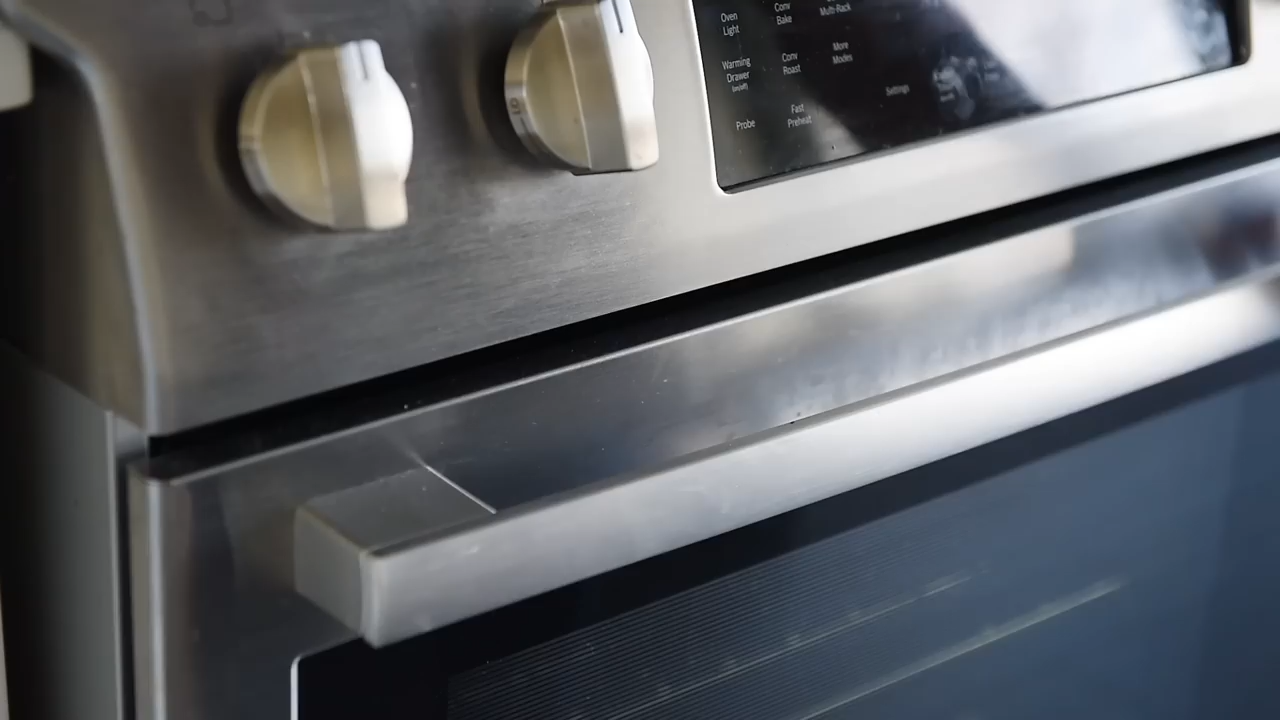 Oven
Light
Conv
Bake
Multi-Rack
Warming
Drawer
(on/off)
Conv
Roast
More
Modes
Settings
Probe
Fast
Preheat